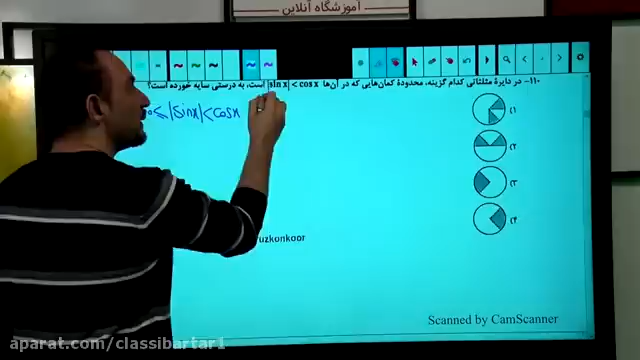 آموزشگاه آنلاین
۱۱۰- در دایرهٔ مثلثاتی کدام گزینه، محدودهٔ کمان‌هایی که در آن‌ها |sin x| < cos x است، به درستی سایه خورده است؟
0 ≤ |sinx| < cosx
۱)
۲)
۳)
۴)
uzkonkoor
Scanned by CamScanner
aparat.com/classibartar1